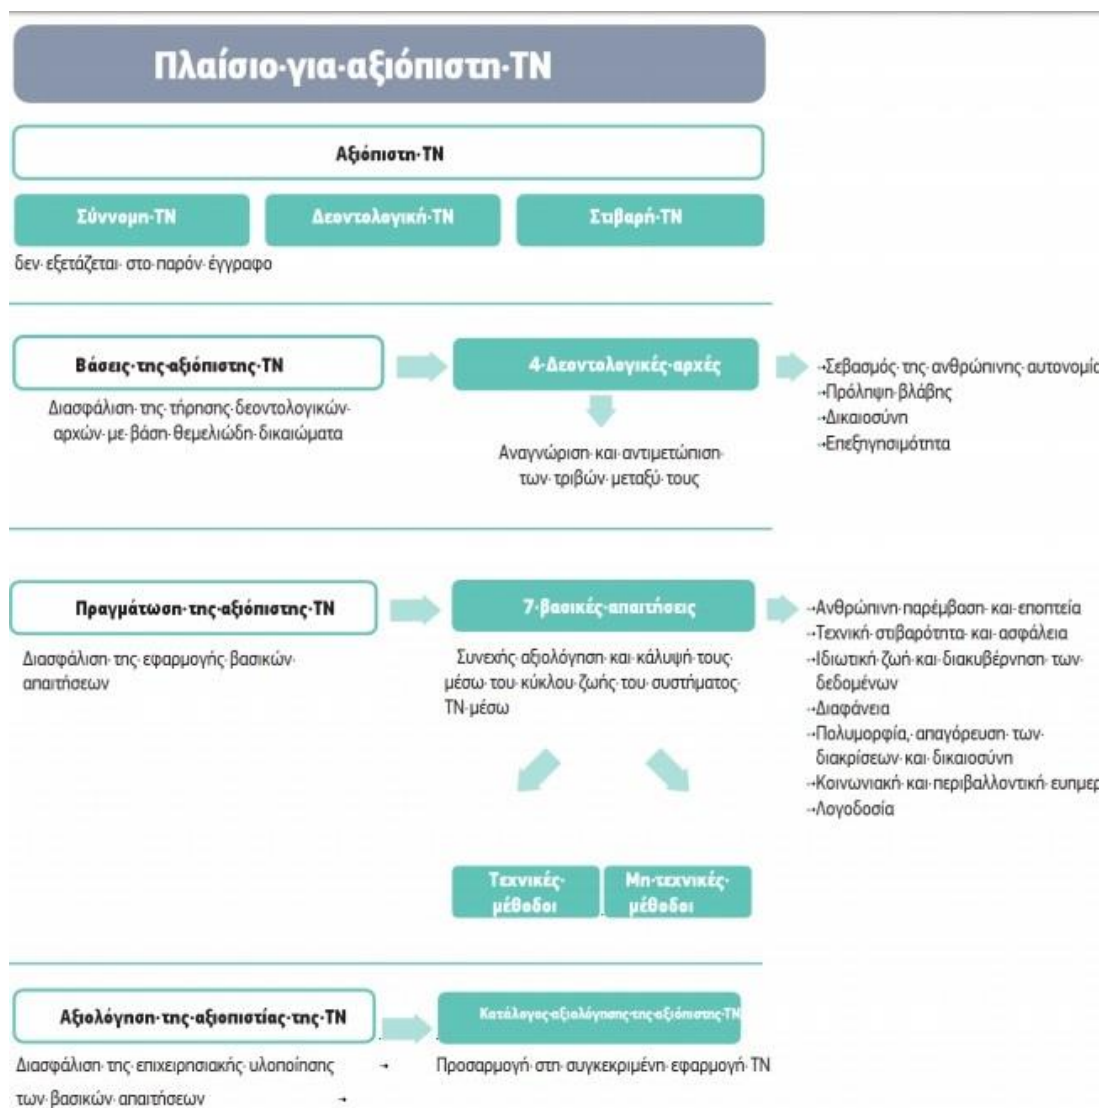 Πλαίσιο·για·αξιόπιστη·ΤΝ
Αξιόπιστη·ΤΝ
Σύννομη·ΤΝ
Δεοντολογική·ΤΝ
Στιβαρή·ΤΝ
δεν· εξετάζεται· στο·παρόν· έγγραφο
Βάσεις·της·αξιόπιστης·ΤΝ
4·Δεοντολογικές·αρχές
→Σεβασμός· της· ανθρώπινης· αυτονομίας
→Πρόληψη· βλάβης
→Δικαιοσύνη
→Επεξηγησιμότητα
Διασφάλιση· της· τήρησης· δεοντολογικών·
αρχών· με· βάση· θεμελιώδη· δικαιώματα
Αναγνώριση· και· αντιμετώπιση·
των· τριβών· μεταξύ· τους
Πραγμάτωση·της·αξιόπιστης·ΤΝ
7·βασικές·απαιτήσεις
→Ανθρώπινη· παρέμβαση· και· εποπτεία
→Τεχνική· στιβαρότητα· και· ασφάλεια
→Ιδιωτική· ζωή· και· διακυβέρνηση· των·
δεδομένων
→Διαφάνεια
→Πολυμορφία,· απαγόρευση· των·
διακρίσεων· και· δικαιοσύνη
→Κοινωνιακή· και· περιβαλλοντική· ευημερ
→Λογοδοσία
Διασφάλιση· της· εφαρμογής· βασικών·
απαιτήσεων
Συνεχής· αξιολόγηση· και· κάλυψή· τους·
μέσω· του· κύκλου· ζωής· του· συστήματος·
ΤΝ· μέσω
Τεχνικές·
μέθοδοι
Μη·τεχνικές·
μέθοδοι
Αξιολόγηση·της·αξιοπιστίας·της·ΤΝ
Κατάλογος·αξιολόγησης·της·αξιόπιστης·ΤΝ
Διασφάλιση· της· επιχειρησιακής· υλοποίησης →
των· βασικών· απαιτήσεων →
Προσαρμογή· στη· συγκεκριμένη· εφαρμογή· ΤΝ